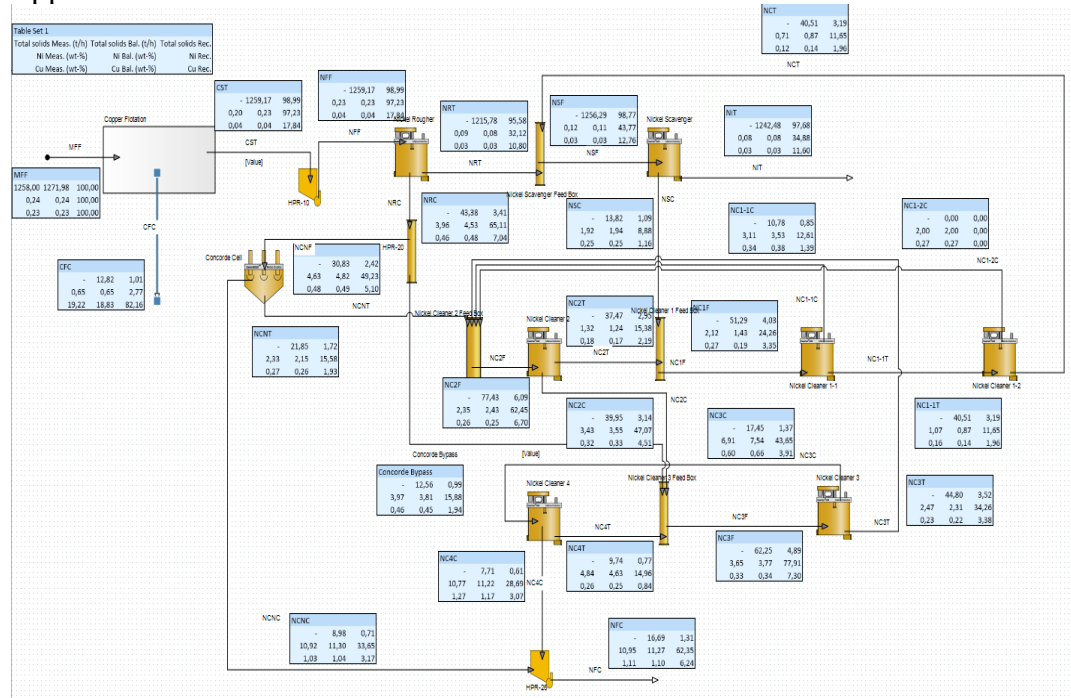 NCT
- 40,51 3,19
0,71 0,87 11,65
0,12 0,14 1,96
NCT
Table Set 1
Total solids Meas. (t/h) Total solids Bal. (t/h) Total solids Rec.
Ni Meas. (wt-%) Ni Bal. (wt-%) Ni Rec.
Cu Meas. (wt-%) Cu Bal. (wt-%) Cu Rec.
CST
- 1259,17 98,99
0,20 0,23 97,23
0,04 0,04 17,84
NFF
- 1259,17 98,99
0,23 0,23 97,23
0,04 0,04 17,84
NFF
NRT
- 1215,78 95,58
0,09 0,08 32,12
0,03 0,03 10,80
NRT
NSF
- 1256,29 98,77
0,12 0,11 43,77
0,03 0,03 12,76
NSF
NIT
- 1242,48 97,68
0,08 0,08 34,88
0,03 0,03 11,60
NIT
Copper Flotation
Nickel Rougher
Nickel Scavenger
MFF
CST
[Value]
HPR-10
MFF
1258,00 1271,98 100,00
0,24 0,24 100,00
0,23 0,23 100,00
CFC
CFC
- 12,82 1,01
0,65 0,65 2,77
19,22 18,83 82,16
NRC
NRC
- 43,38 3,41
3,96 4,53 65,11
0,46 0,48 7,04
HPR-20
Nickel Scavenger Feed Box
NSC
NSC
- 13,82 1,09
1,92 1,94 8,88
0,25 0,25 1,16
NC1-1C
- 10,78 0,85
3,11 3,53 12,61
0,34 0,38 1,39
NC1-2C
- 0,00 0,00
2,00 2,00 0,00
0,27 0,27 0,00
NC1-2C
Concorde Cell
NCNF
- 30,83 2,42
4,63 4,82 49,23
0,48 0,49 5,10
NCNT
NCNT
- 21,85 1,72
2,33 2,15 15,58
0,27 0,26 1,93
Nickel Cleaner 2 Feed Box
Nickel Cleaner 2
NC2T
- 37,47 2,95
1,32 1,24 15,38
0,18 0,17 2,19
NC2T
Nickel Cleaner 1 Feed Box
NC1F
- 51,29 4,03
2,12 1,43 24,26
0,27 0,19 3,35
NC1F
NC1-1C
Nickel Cleaner 1-1
NC1-1T
Nickel Cleaner 1-2
NC2F
NC2F
- 77,43 6,09
2,35 2,43 62,45
0,26 0,25 6,70
NC2C
NC2C
- 39,95 3,14
3,43 3,55 47,07
0,32 0,33 4,51
NC3C
- 17,45 1,37
6,91 7,54 43,65
0,60 0,66 3,91
NC3C
NC1-1T
- 40,51 3,19
1,07 0,87 11,65
0,16 0,14 1,96
Concorde Bypass
[Value]
Concorde Bypass
- 12,56 0,99
3,97 3,81 15,88
0,46 0,45 1,94
Nickel Cleaner 4
Nickel Cleaner 3 Feed Box
Nickel Cleaner 3
NC3T
- 44,80 3,52
2,47 2,31 34,26
0,23 0,22 3,38
NC4T
NC3F
NC3T
NC3F
- 62,25 4,89
3,65 3,77 77,91
0,33 0,34 7,30
NC4T
- 9,74 0,77
4,84 4,63 14,96
0,26 0,25 0,84
NC4C
- 7,71 0,61
10,77 11,22 28,69
1,27 1,17 3,07
NC4C
NCNC
NCNC
- 8,98 0,71
10,92 11,30 33,65
1,03 1,04 3,17
NFC
- 16,69 1,31
10,95 11,27 62,35
1,11 1,10 6,24
NFC